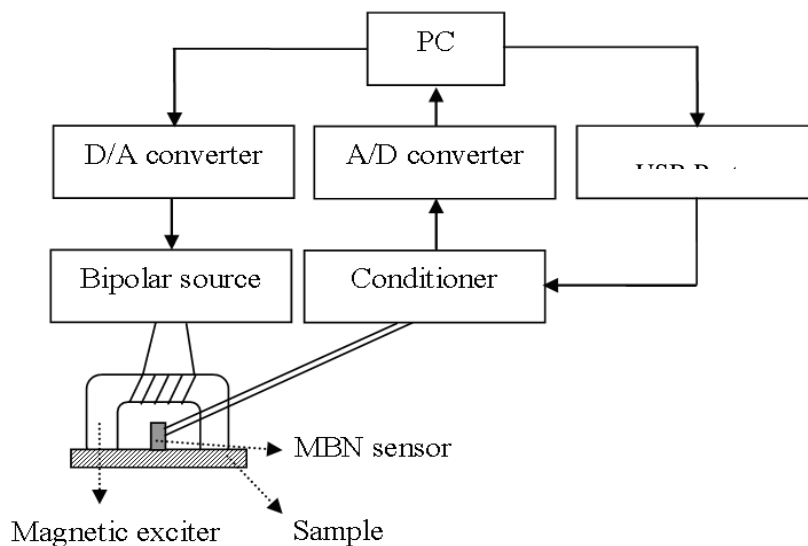 PC
D/A converter
A/D converter
Bipolar source
Conditioner
MBN sensor
Magnetic exciter
Sample